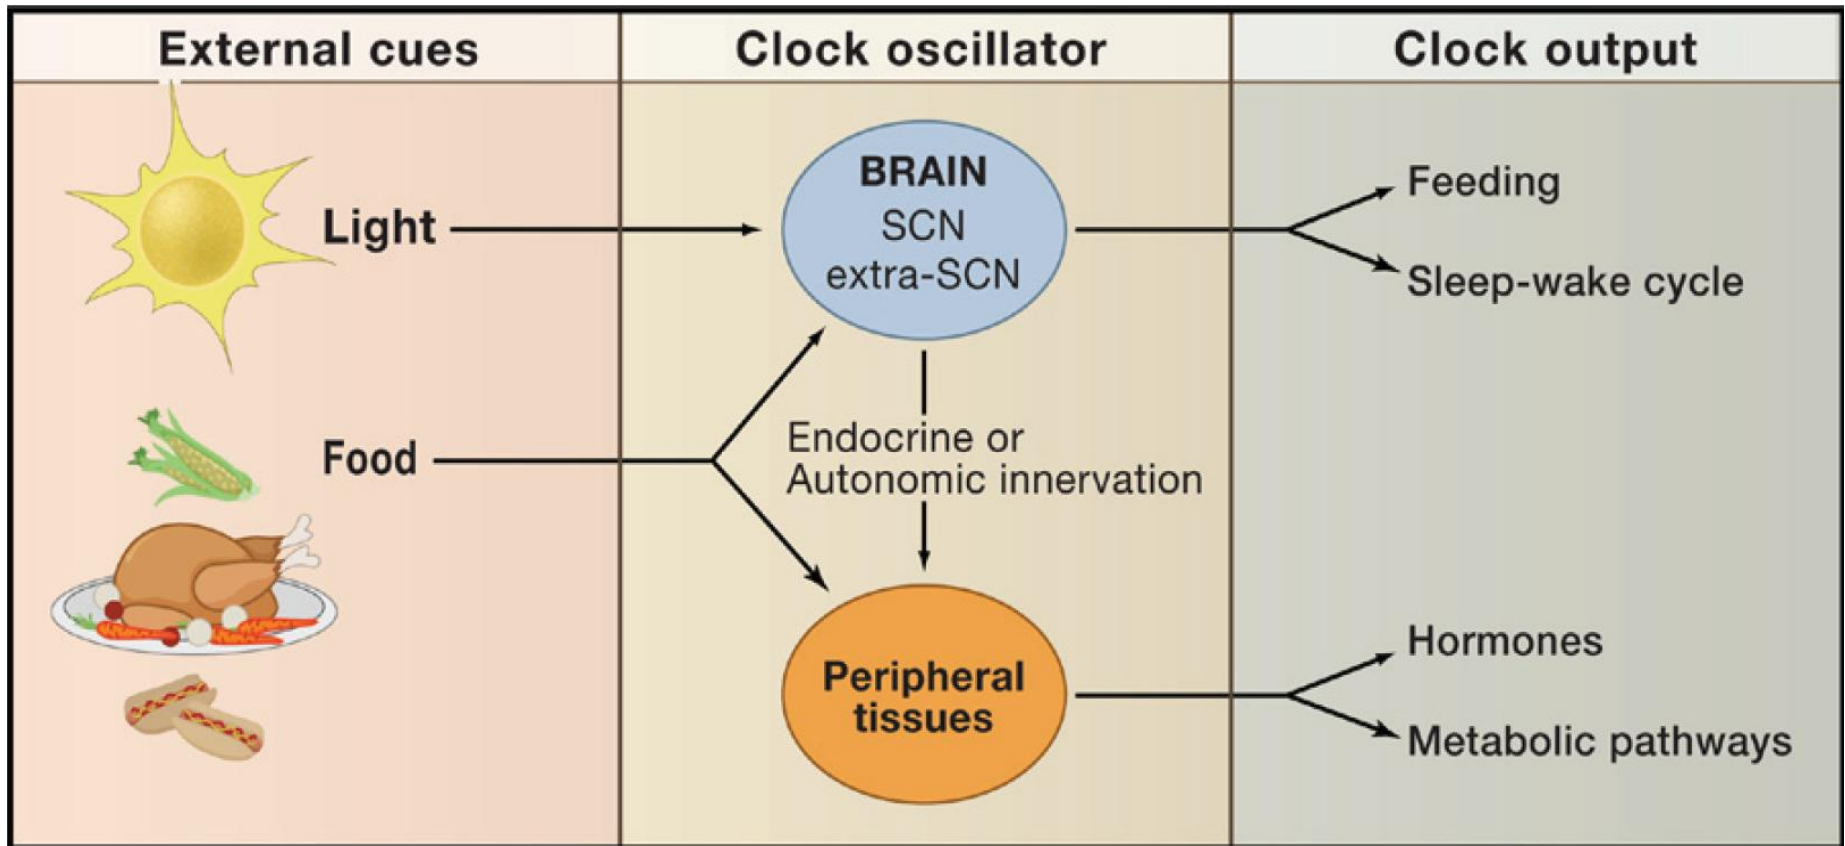 External cues
Clock oscillator
Clock output
Light
BRAIN
SCN
extra-SCN
Feeding
Sleep-wake cycle
Food
Endocrine or
Autonomic innervation
Peripheral
tissues
Hormones
Metabolic pathways